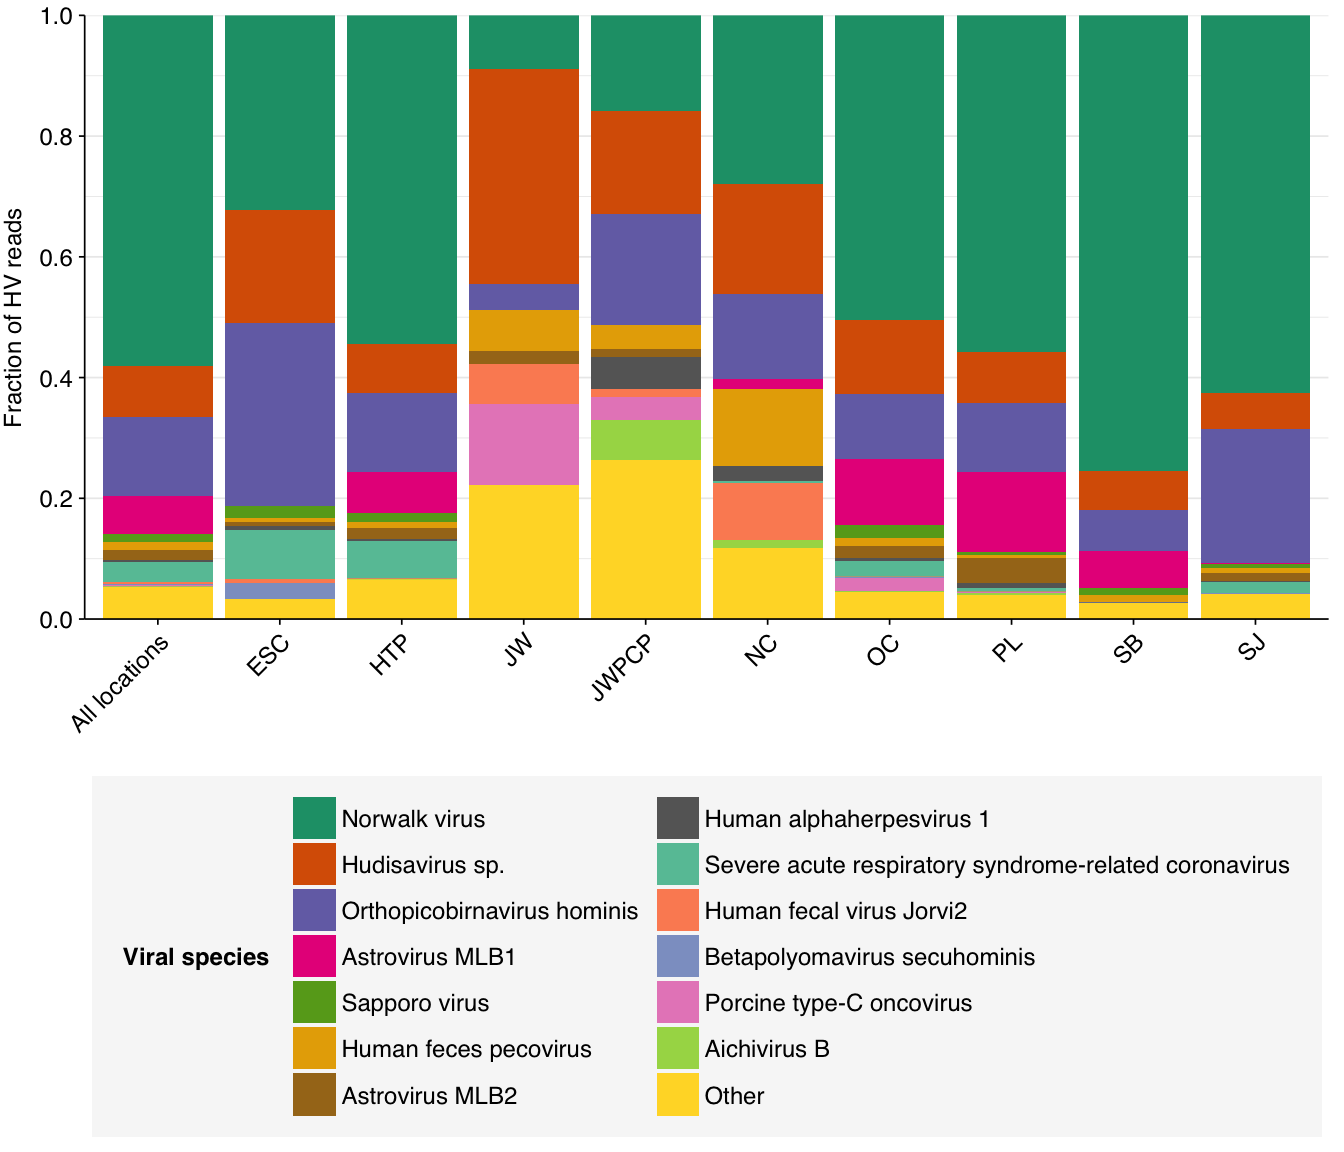 Fraction of HV reads
1.0
0.8
0.6
0.4
0.2
0.0
All locations
ESC
HTP
JW
JWPCP
NC
OC
PL
SB
SJ
Viral species
Norwalk virus
Hudisavirus sp.
Orthopicobirnavirus hominis
Astrovirus MLB1
Sapporo virus
Human feces pecovirus
Astrovirus MLB2
Human alphaherpesvirus 1
Severe acute respiratory syndrome-related coronavirus
Human fecal virus Jorvi2
Betapolyomavirus secuhominis
Porcine type-C oncovirus
Aichivirus B
Other